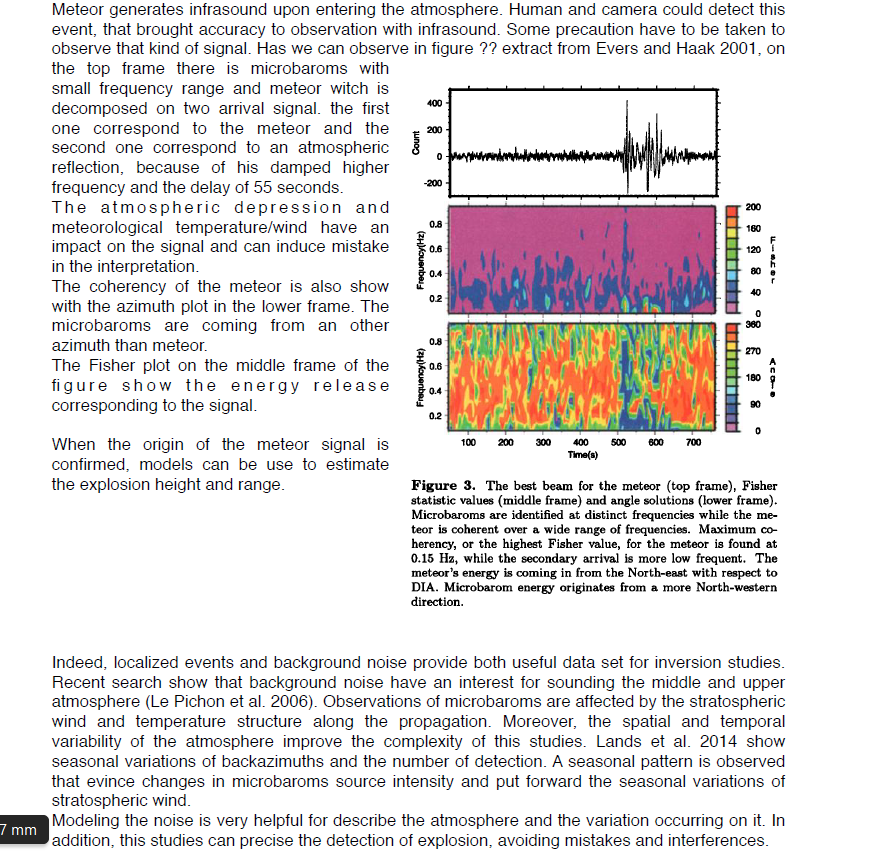 Meteor generates infrasound upon entering the atmosphere. Human and camera could detect this
event, that brought accuracy to observation with infrasound. Some precaution have to be taken to
observe that kind of signal. Has we can observe in figure ?? extract from Evers and Haak 2001, on
the top frame there is microbaroms with
small frequency range and meteor witch is
decomposed on two arrival signal. the first
one correspond to the meteor and the
second one correspond to an atmospheric
reflection, because of his damped higher
frequency and the delay of 55 seconds.
The atmospheric depression and
meteorological temperature/wind have an
impact on the signal and can induce mistake
in the interpretation.
The coherency of the meteor is also show
with the azimuth plot in the lower frame. The
microbaroms are coming from an other
azimuth than meteor.
The Fisher plot on the middle frame of the
figure show the energy release
corresponding to the signal.
When the origin of the meteor signal is
confirmed, models can be use to estimate
the explosion height and range.
400
200
0
-200
Count
0.8
0.6
0.4
0.2
Frequency(Hz)
200
160
120
80
40
0
Fisher
0.8
0.6
0.4
0.2
Frequency(Hz)
360
270
180
90
0
Angle
100 200 300 400 500 600 700
Time(s)
Figure 3. The best beam for the meteor (top frame), Fisher
statistic values (middle frame) and angle solutions (lower frame).
Microbaroms are identified at distinct frequencies while the me-
teor is coherent over a wide range of frequencies. Maximum co-
herency, or the highest Fisher value, for the meteor is found at
0.15 Hz, while the secondary arrival is more low frequent. The
meteor's energy is coming in from the North-east with respect to
DIA. Microbarom energy originates from a more North-western
direction.
Indeed, localized events and background noise provide both useful data set for inversion studies.
Recent search show that background noise have an interest for sounding the middle and upper
atmosphere (Le Pichon et al. 2006). Observations of microbaroms are affected by the stratospheric
wind and temperature structure along the propagation. Moreover, the spatial and temporal
variability of the atmosphere improve the complexity of this studies. Lands et al. 2014 show
seasonal variations of backazimuths and the number of detection. A seasonal pattern is observed
that evince changes in microbaroms source intensity and put forward the seasonal variations of
stratospheric wind.
Modeling the noise is very helpful for describe the atmosphere and the variation occurring on it. In
addition, this studies can precise the detection of explosion, avoiding mistakes and interferences.
7 mm